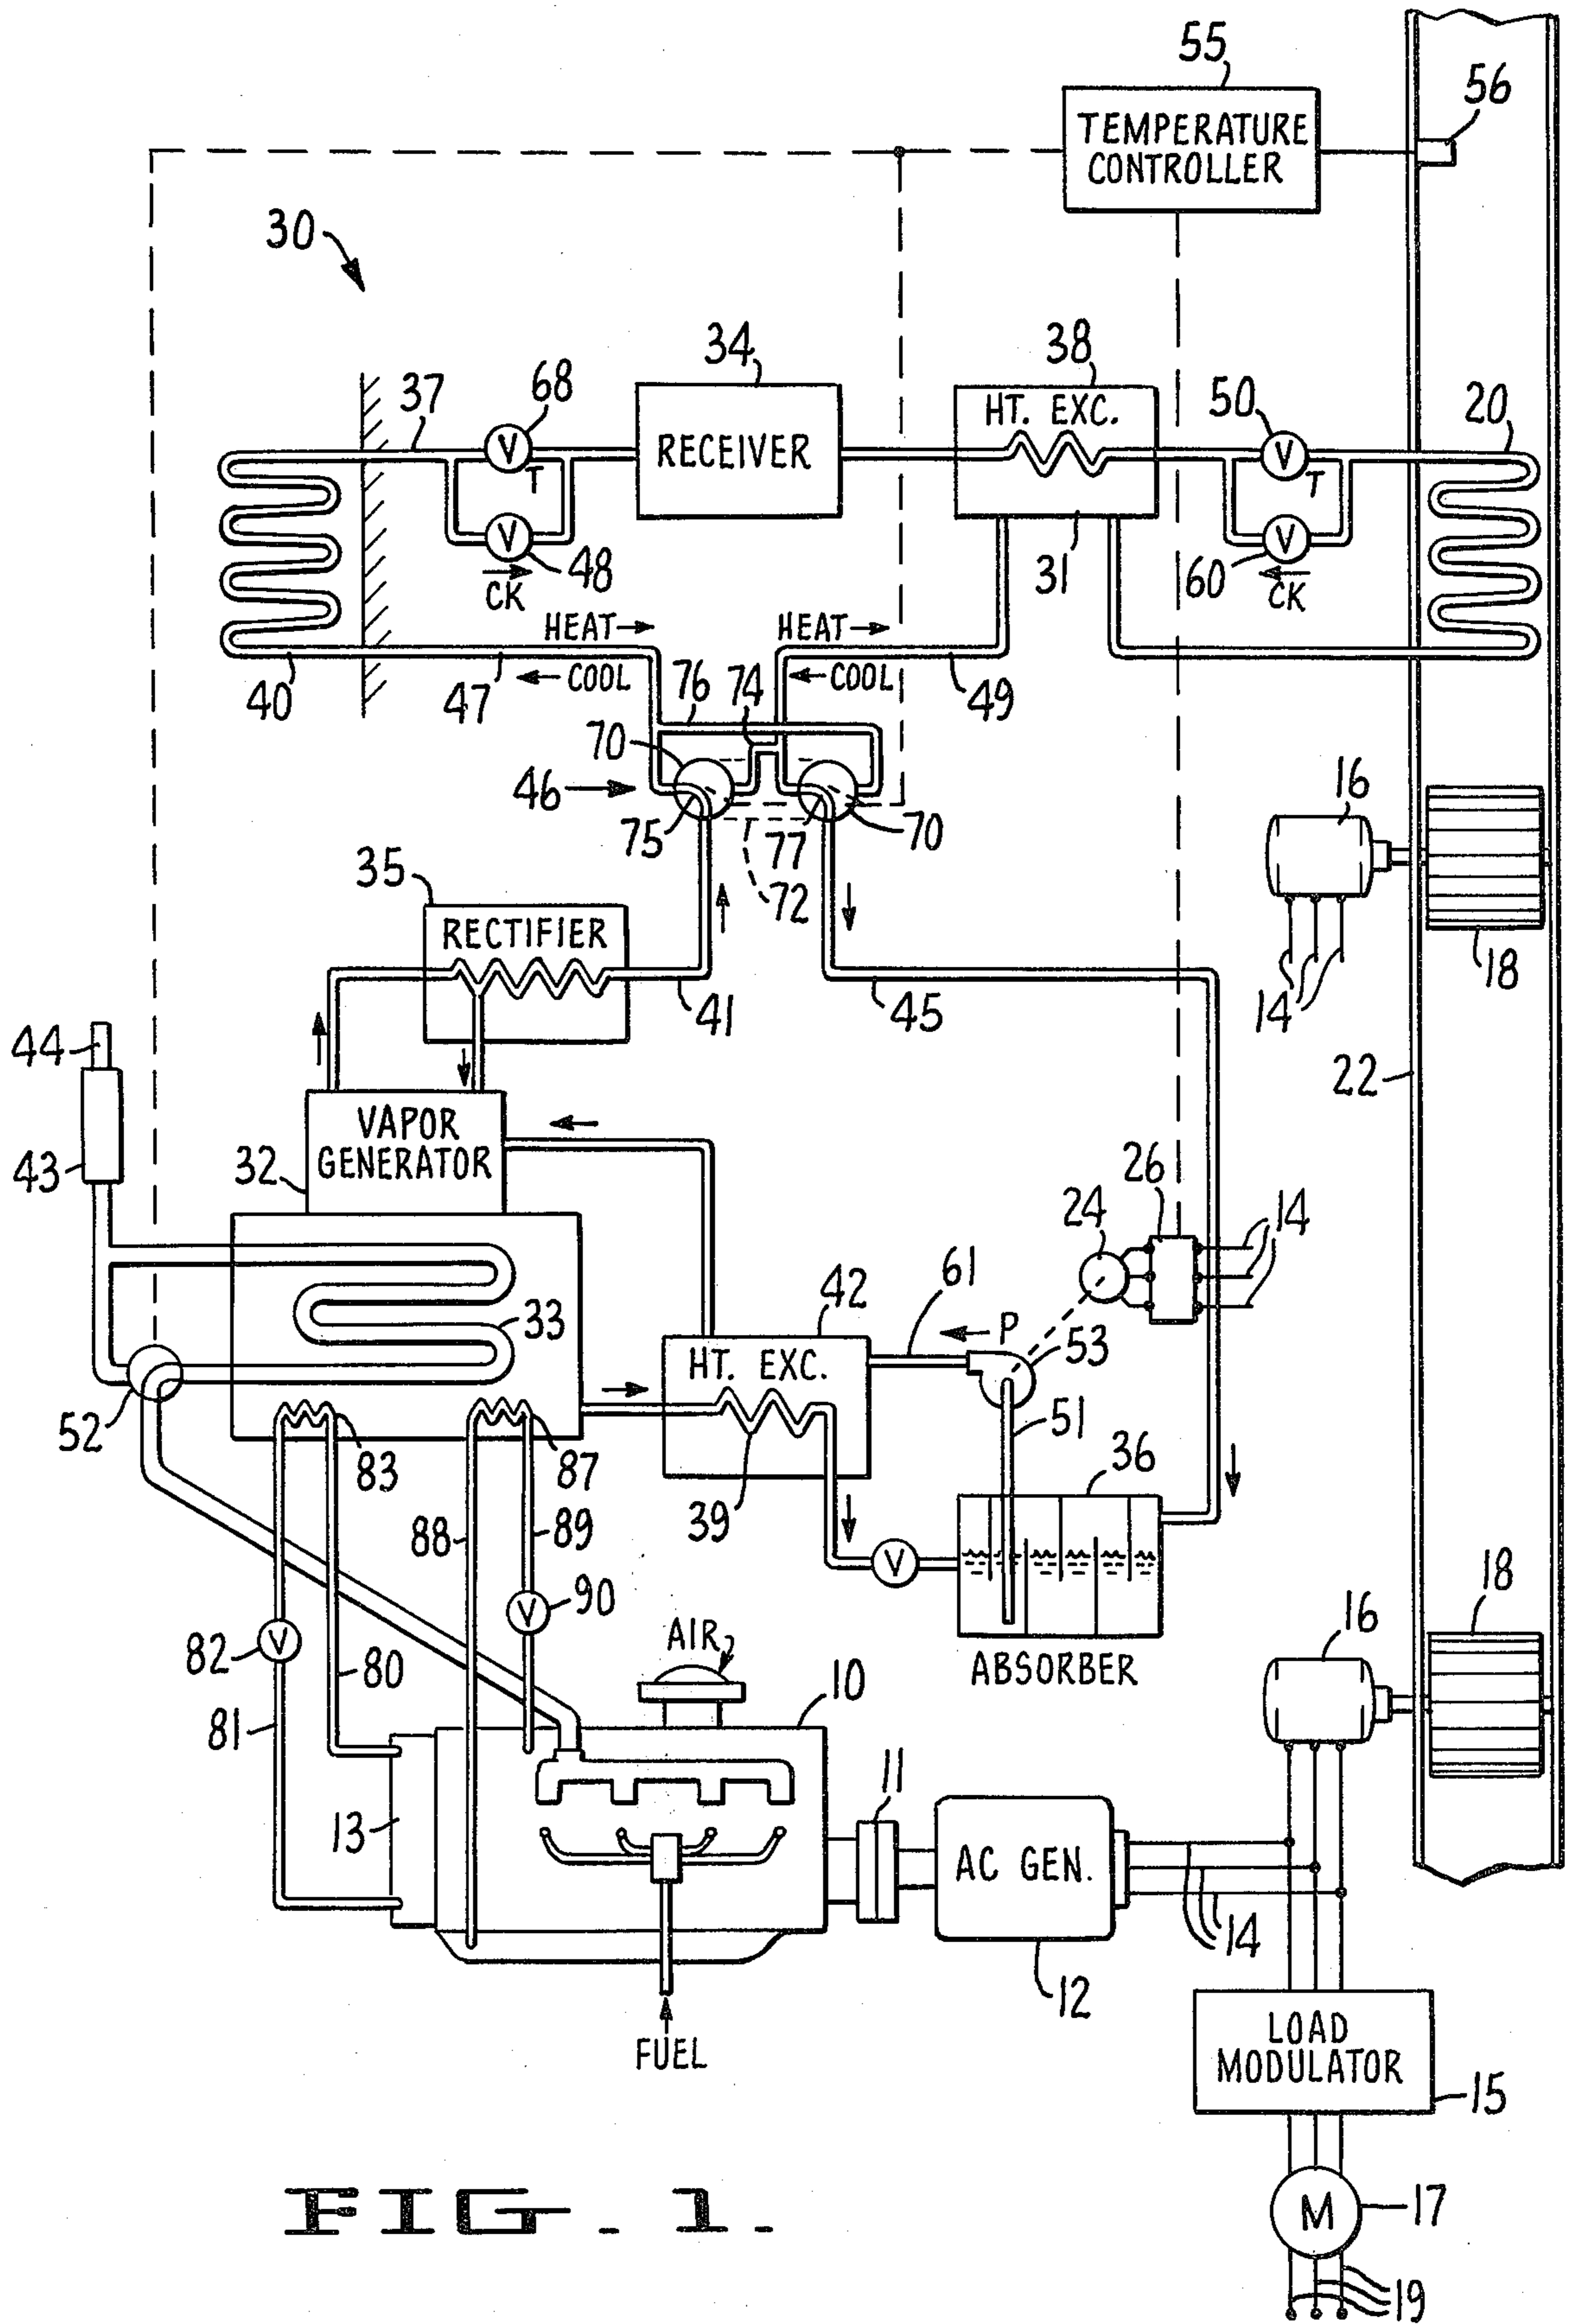 55
56
TEMPERATURE
CONTROLLER
30
34
38
37
68
50
20
HT. EXC.
RECEIVER
V
V
T
T
V
V
48
31
60
CK
CK
HEAT
HEAT
COOL
COOL
40
47
76
74
49
70
16
46
75
77
70
72
35
RECTIFIER
18
41
45
14
44
22
VAPOR
GENERATOR
43
32
26
24
14
61
42
33
P
53
HT. EXC.
52
51
83
87
36
39
88
89
18
V
90
AIR
16
V
82
80
ABSORBER
10
81
11
13
AC GEN.
14
12
FUEL
LOAD
MODULATOR
15
M
17
FIG. 1.
19